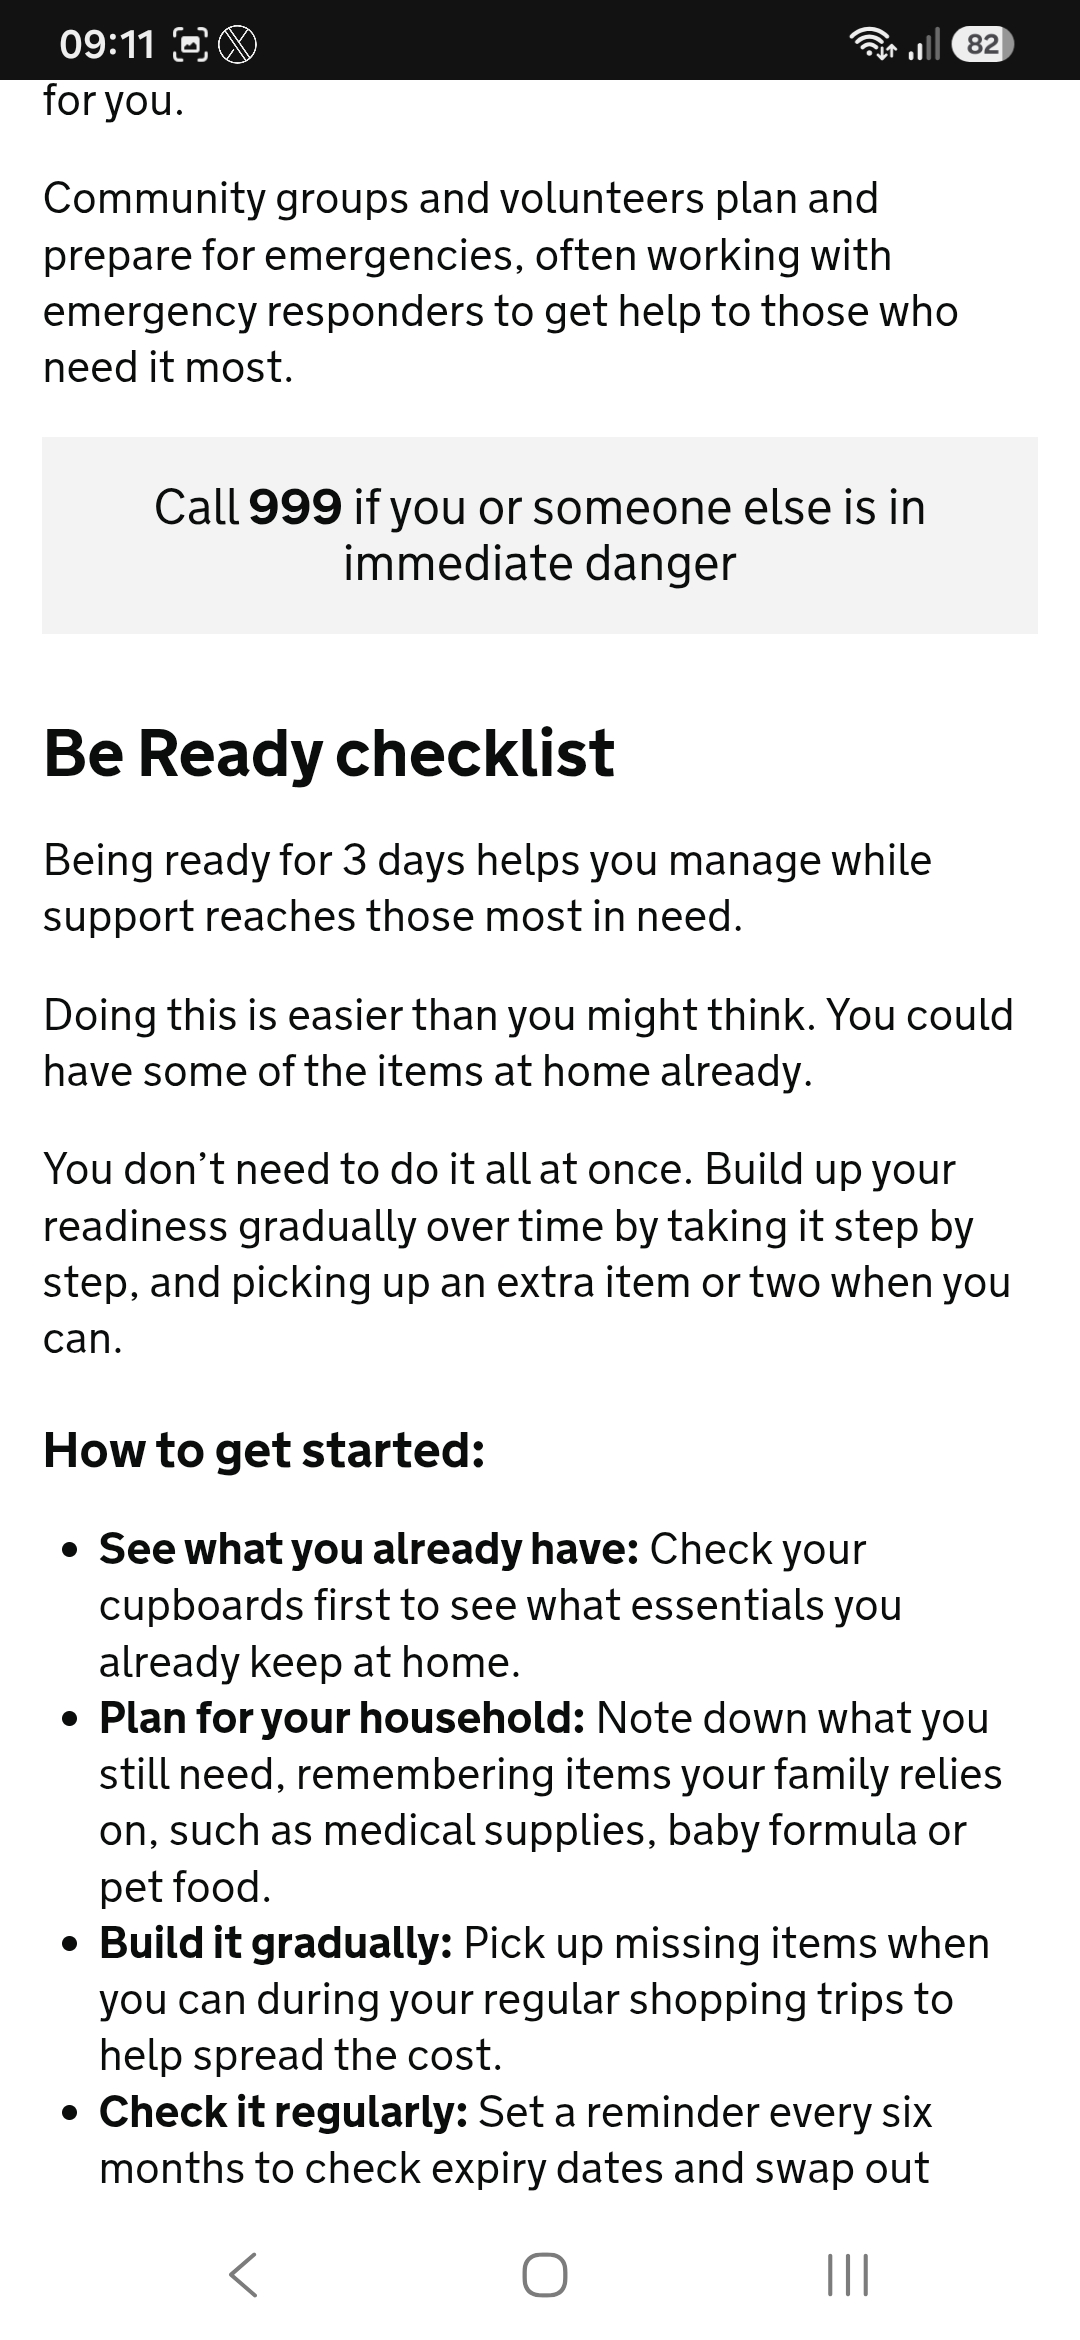 09:11
82
for you.
Community groups and volunteers plan and
prepare for emergencies, often working with
emergency responders to get help to those who
need it most.
Call 999 if you or someone else is in
immediate danger
Be Ready checklist
Being ready for 3 days helps you manage while
support reaches those most in need.
Doing this is easier than you might think. You could
have some of the items at home already.
You don’t need to do it all at once. Build up your
readiness gradually over time by taking it step by
step, and picking up an extra item or two when you
can.
How to get started:
• See what you already have: Check your
cupboards first to see what essentials you
already keep at home.
• Plan for your household: Note down what you
still need, remembering items your family relies
on, such as medical supplies, baby formula or
pet food.
• Build it gradually: Pick up missing items when
you can during your regular shopping trips to
help spread the cost.
• Check it regularly: Set a reminder every six
months to check expiry dates and swap out